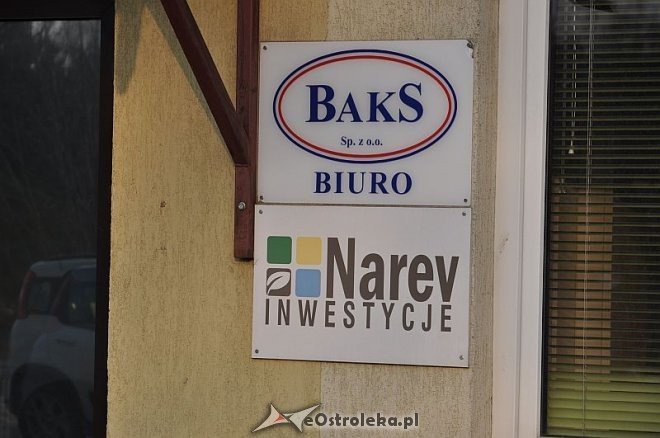 BAKS
Sp. z o.o.
BIURO
Narev
INWESTYCJE
eOstroleka.pl